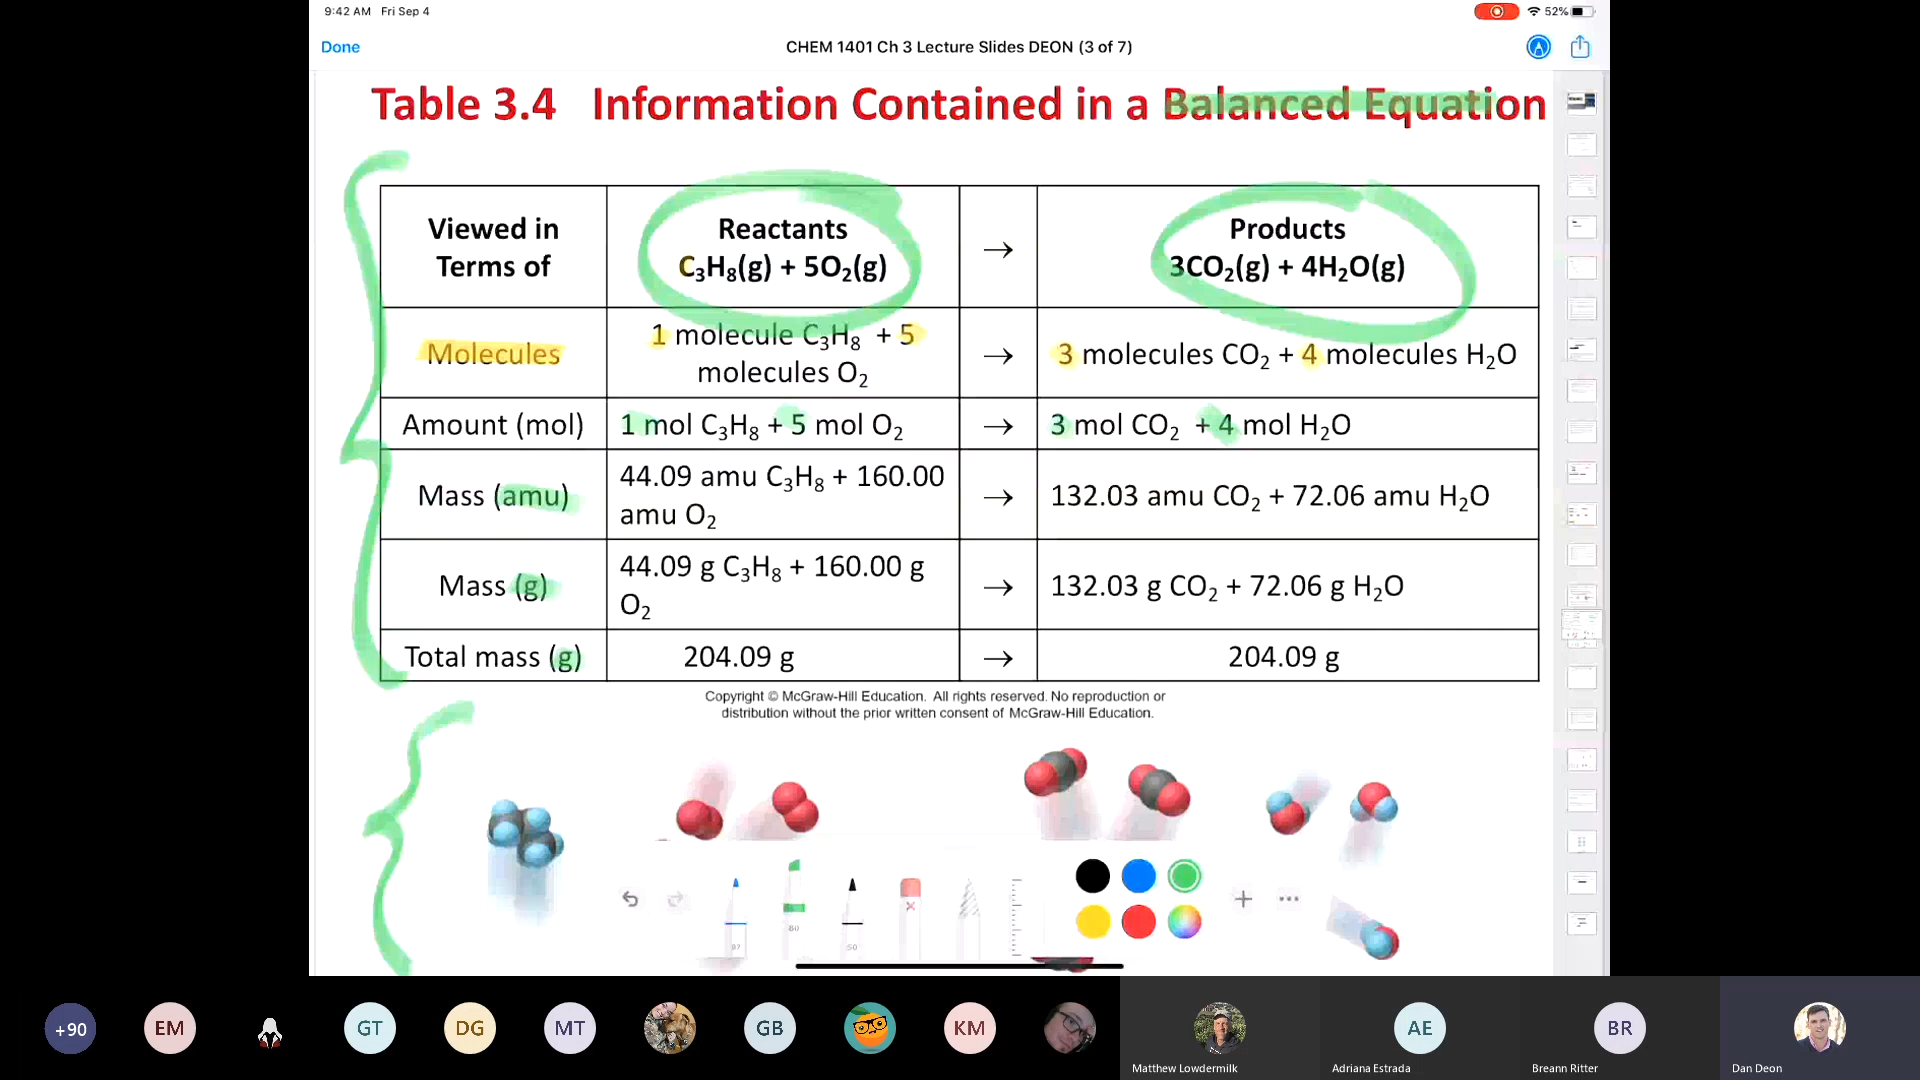 9:42 AM Fri Sep 4
52%
Done
CHEM 1401 Ch 3 Lecture Slides DEON (3 of 7)
Table 3.4 Information Contained in a Balanced Equation
Viewed in
Terms of
Reactants
C₃H₈(g) + 5O₂(g)
→
Products
3CO₂(g) + 4H₂O(g)
Molecules
1 molecule C₃H₈ + 5
molecules O₂
→
3 molecules CO₂ + 4 molecules H₂O
Amount (mol)
1 mol C₃H₈ + 5 mol O₂
→
3 mol CO₂ + 4 mol H₂O
Mass (amu)
44.09 amu C₃H₈ + 160.00
amu O₂
→
132.03 amu CO₂ + 72.06 amu H₂O
Mass (g)
44.09 g C₃H₈ + 160.00 g
O₂
→
132.03 g CO₂ + 72.06 g H₂O
Total mass (g)
204.09 g
→
204.09 g
Copyright © McGraw-Hill Education. All rights reserved. No reproduction or
distribution without the prior written consent of McGraw-Hill Education.
80
50
+90
EM
GT
DG
MT
GB
KM
AE
BR
Matthew Lowdermilk
Adriana Estrada
Breann Ritter
Dan Deon